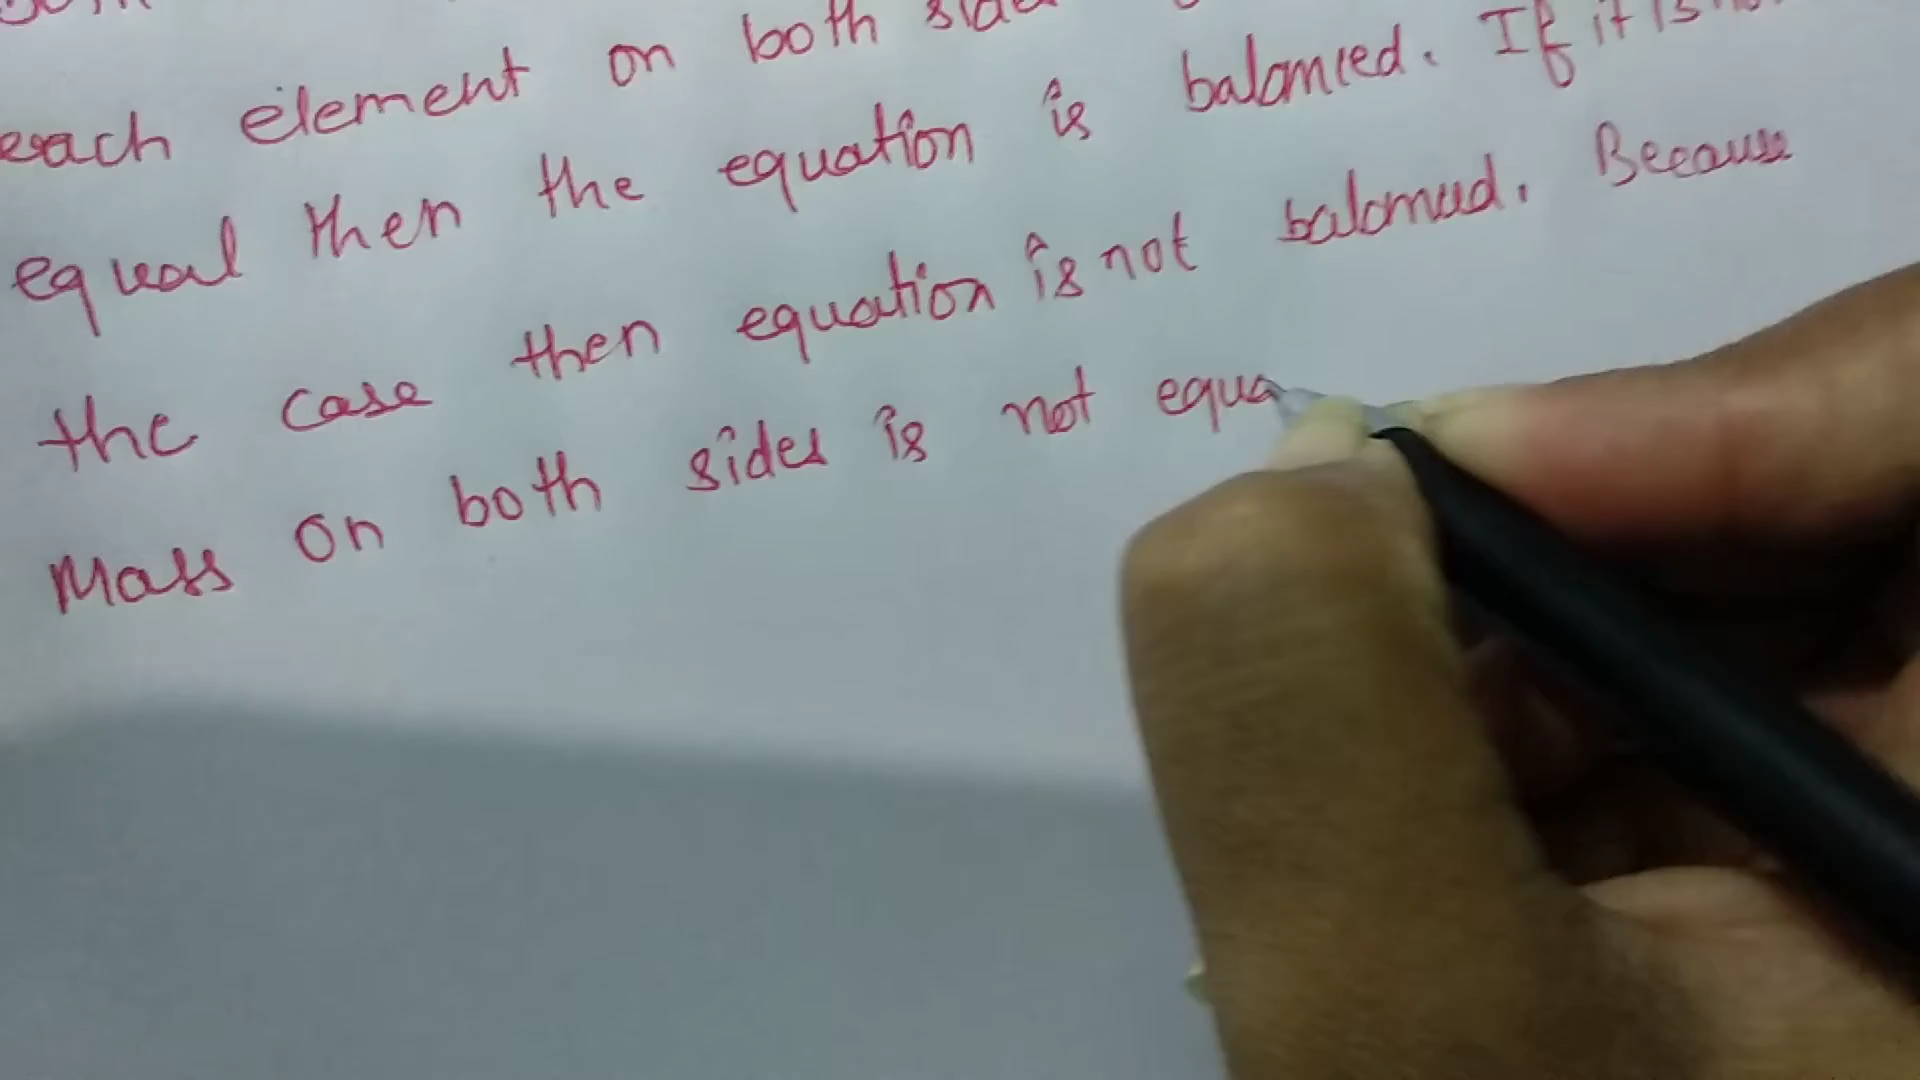 each element on both
equal then the equation is balanced. If it is
the case then equation is not balanced. Because
Mass on both sides is not equa